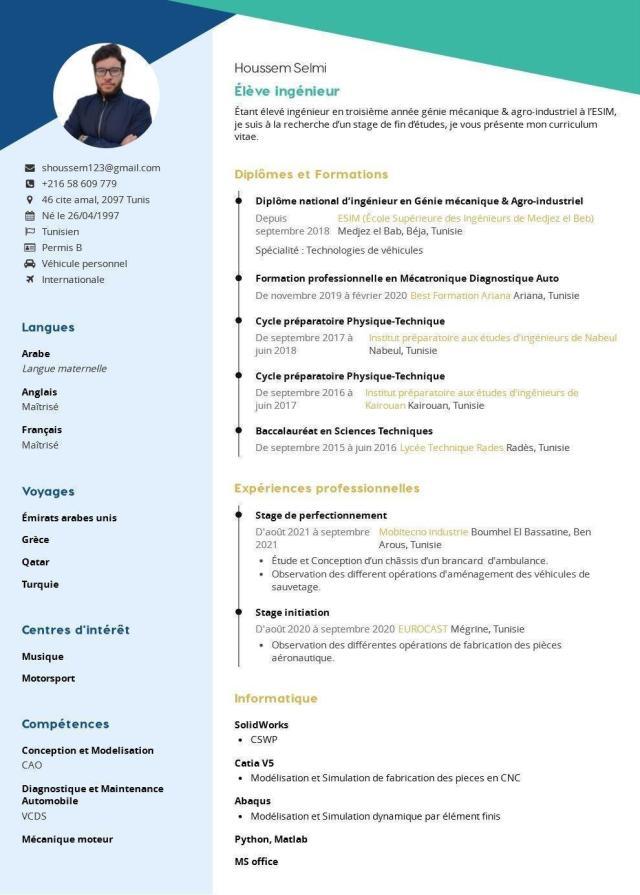 shoussem123@gmail.com
+216 58 609 779
46 cite amal, 2097 Tunis
Né le 26/04/1997
Tunisien
Permis B
Véhicule personnel
Internationale
Langues
Arabe
Langue maternelle
Anglais
Maîtrisé
Français
Maîtrisé
Voyages
Émirats arabes unis
Grèce
Qatar
Turquie
Centres d'intérêt
Musique
Motorsport
Compétences
Conception et Modelisation
CAO
Diagnostique et Maintenance
Automobile
VCDS
Mécanique moteur
Houssem Selmi
Élève ingénieur
Étant élevé ingénieur en troisième année génie mécanique & agro-industriel à l'ESIM,
je suis à la recherche d'un stage de fin d'études, je vous présente mon curriculum
vitae.
Diplômes et Formations
Diplôme national d'ingénieur en Génie mécanique & Agro-industriel
Depuis ESIM (École Supérieure des Ingénieurs de Medjez el Beb)
septembre 2018 Medjez el Bab, Béja, Tunisie
Spécialité : Technologies de véhicules
Formation professionnelle en Mécatronique Diagnostique Auto
De novembre 2019 à février 2020 Best Formation Ariana Ariana, Tunisie
Cycle préparatoire Physique-Technique
De septembre 2017 à Institut préparatoire aux études d'ingénieurs de Nabeul
juin 2018 Nabeul, Tunisie
Cycle préparatoire Physique-Technique
De septembre 2016 à Institut préparatoire aux études d'ingénieurs de
juin 2017 Kairouan Kairouan, Tunisie
Baccalauréat en Sciences Techniques
De septembre 2015 à juin 2016 Lycée Technique Rades Radès, Tunisie
Expériences professionnelles
Stage de perfectionnement
D'août 2021 à septembre Mobitecno industrie Boumhel El Bassatine, Ben
2021 Arous, Tunisie
• Étude et Conception d'un châssis d'un brancard d'ambulance.
• Observation des different opérations d'aménagement des véhicules de
sauvetage.
Stage initiation
D'août 2020 à septembre 2020 EUROCAST Mégrine, Tunisie
• Observation des différentes opérations de fabrication des pièces
aéronautique.
Informatique
SolidWorks
• CSWP
Catia V5
• Modélisation et Simulation de fabrication des pieces en CNC
Abaqus
• Modélisation et Simulation dynamique par élément finis
Python, Matlab
MS office